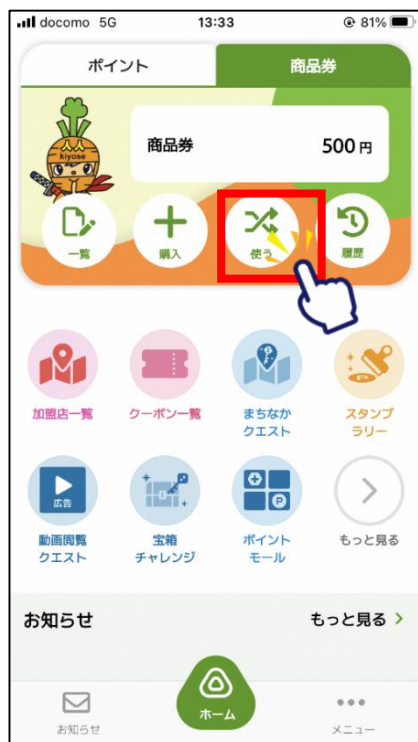 docomo 5G 13:33 81%
ポイント 商品券
kiyose
商品券 500 円
一覧 購入 使う 履歴
加盟店一覧 クーポン一覧 まちなか
クエスト スタンプ
ラリー
広告
動画閲覧
クエスト 宝箱
チャレンジ P
ポイント
モール もっと見る
お知らせ もっと見る >
お知らせ ホーム メニュー